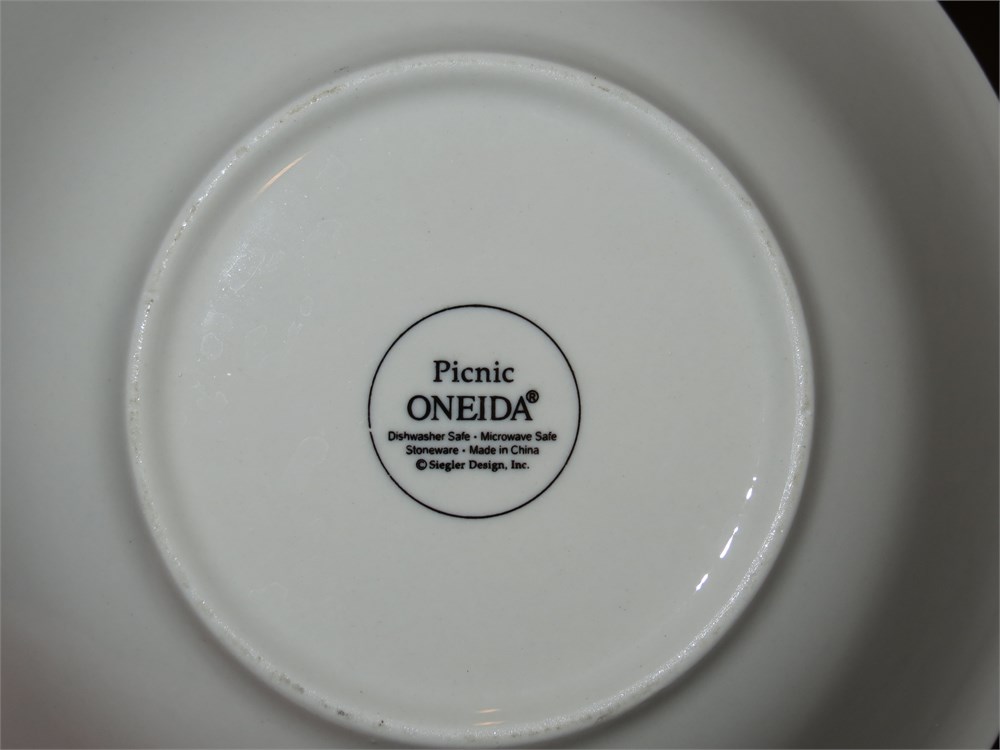 Picnic
ONEIDA®
Dishwasher Safe • Microwave Safe
Stoneware • Made in China
© Siegler Design, Inc.